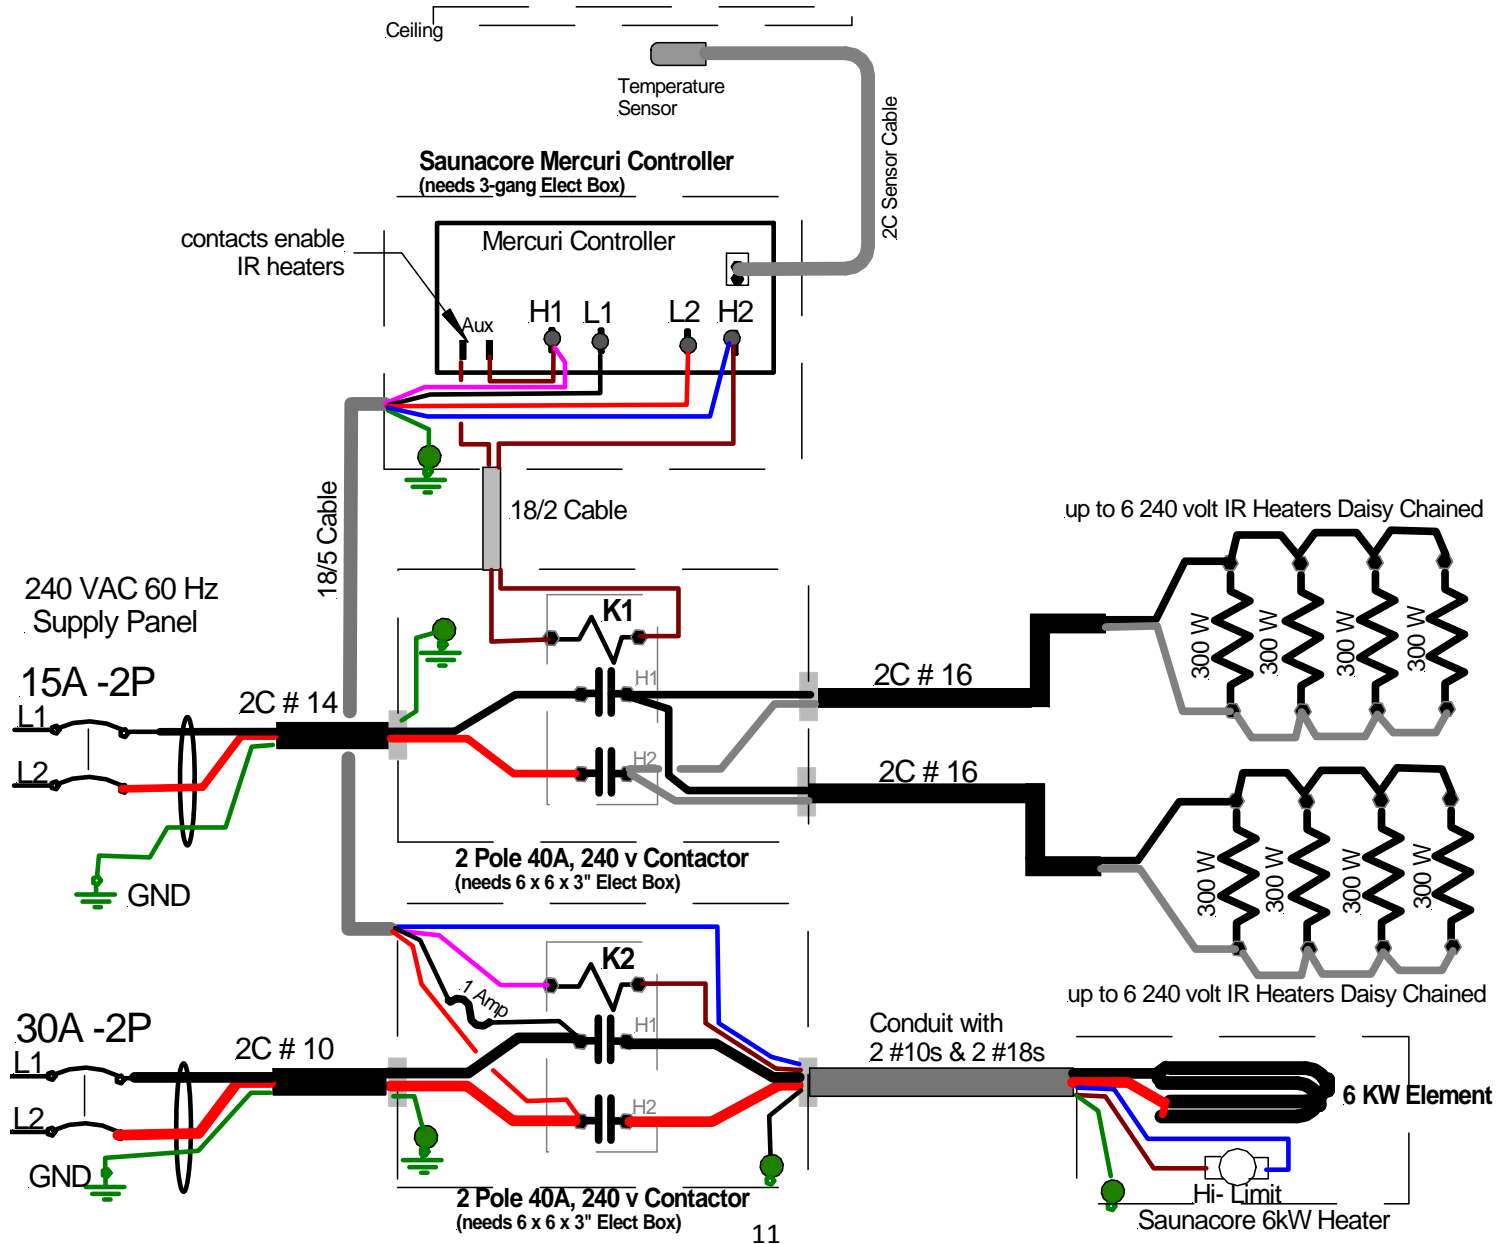 Ceiling
Temperature
Sensor
2C Sensor Cable
Saunacore Mercuri Controller
(needs 3-gang Elect Box)
contacts enable
IR heaters
Mercuri Controller
Aux
H1
L1
L2
H2
18/5 Cable
18/2 Cable
up to 6 240 volt IR Heaters Daisy Chained
240 VAC 60 Hz
Supply Panel
15A -2P
L1
L2
2C # 14
GND
K1
H1
H2
2C # 16
2C # 16
300 W
300 W
300 W
300 W
2 Pole 40A, 240 v Contactor
(needs 6 x 6 x 3" Elect Box)
300 W
300 W
300 W
300 W
up to 6 240 volt IR Heaters Daisy Chained
30A -2P
L1
L2
2C # 10
GND
1 Amp
K2
H1
H2
Conduit with
2 #10s & 2 #18s
6 KW Element
Hi- Limit
Saunacore 6kW Heater
2 Pole 40A, 240 v Contactor
(needs 6 x 6 x 3" Elect Box)
11